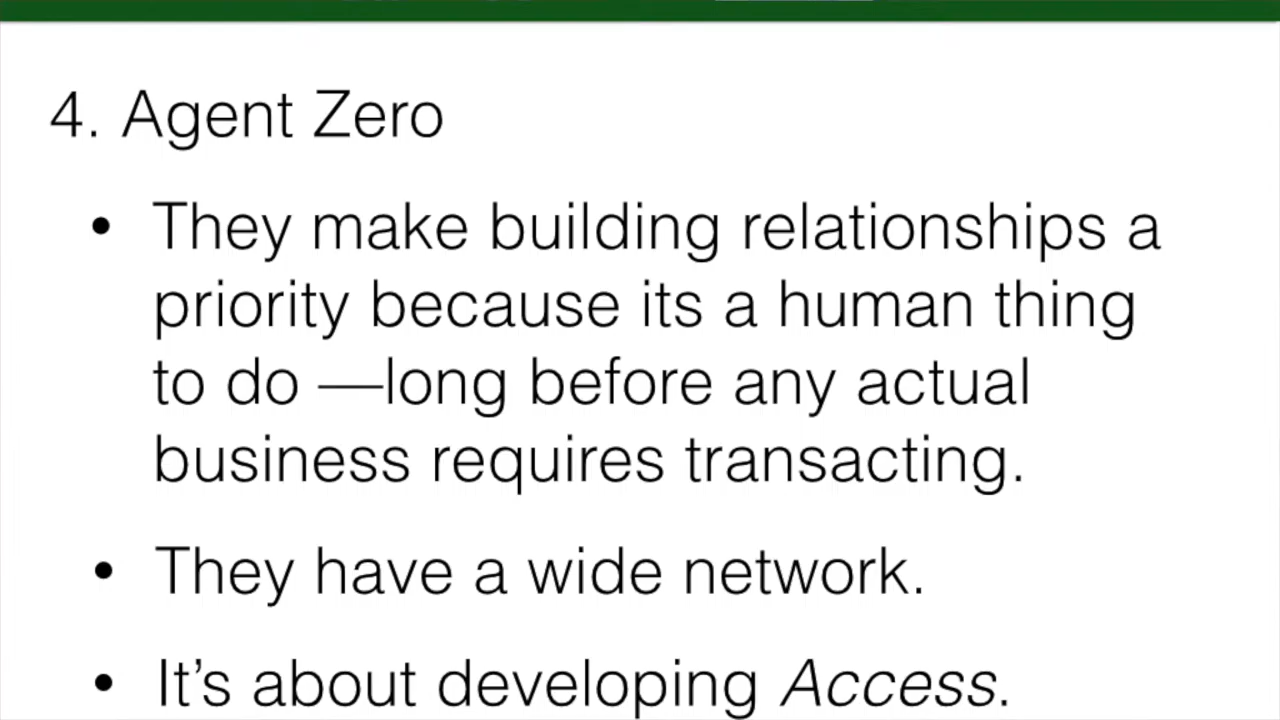 4. Agent Zero
• They make building relationships a
priority because its a human thing
to do —long before any actual
business requires transacting.
• They have a wide network.
• It’s about developing Access.